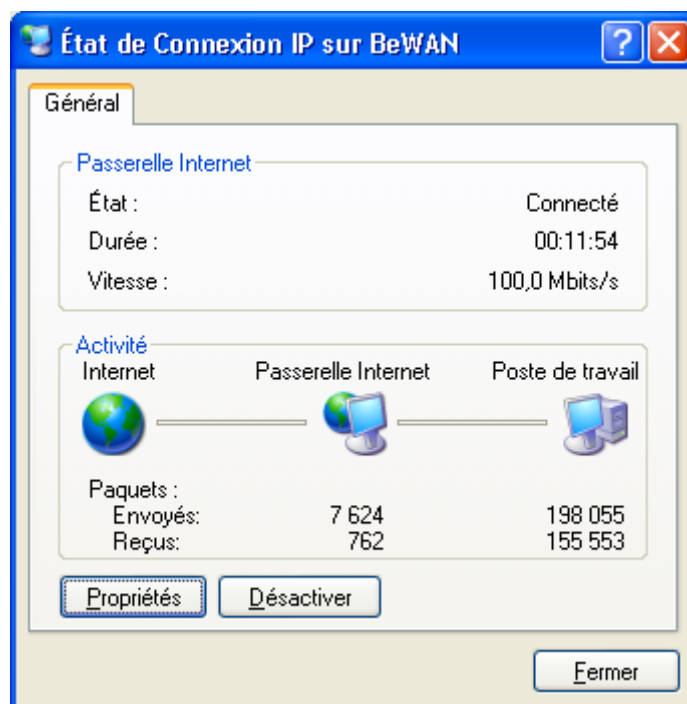 État de Connexion IP sur BeWAN
Général
Passerelle Internet
État : Connecté
Durée : 00:11:54
Vitesse : 100,0 Mbits/s
Activité
Internet Passerelle Internet Poste de travail
Paquets :
Envoyés: 7 624 198 055
Reçus: 762 155 553
Propriétés Désactiver
Fermer